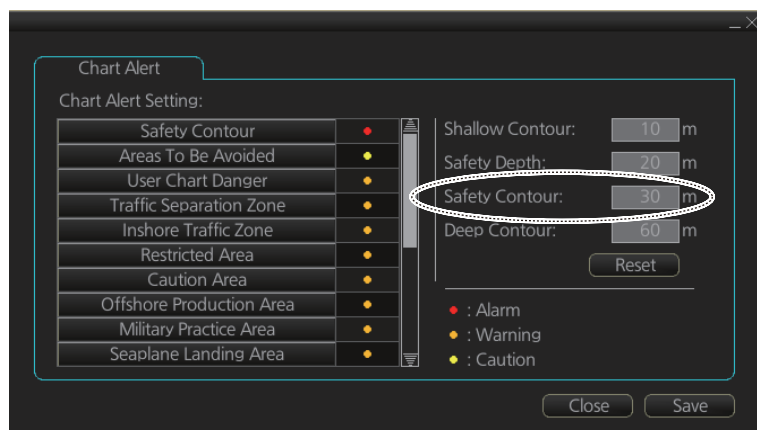 Chart Alert
Chart Alert Setting:
Safety Contour
Areas To Be Avoided
User Chart Danger
Traffic Separation Zone
Inshore Traffic Zone
Restricted Area
Caution Area
Offshore Production Area
Military Practice Area
Seaplane Landing Area
Shallow Contour: 10 m
Safety Depth: 20 m
Safety Contour: 30 m
Deep Contour: 60 m
Reset
: Alarm
: Warning
: Caution
Close Save